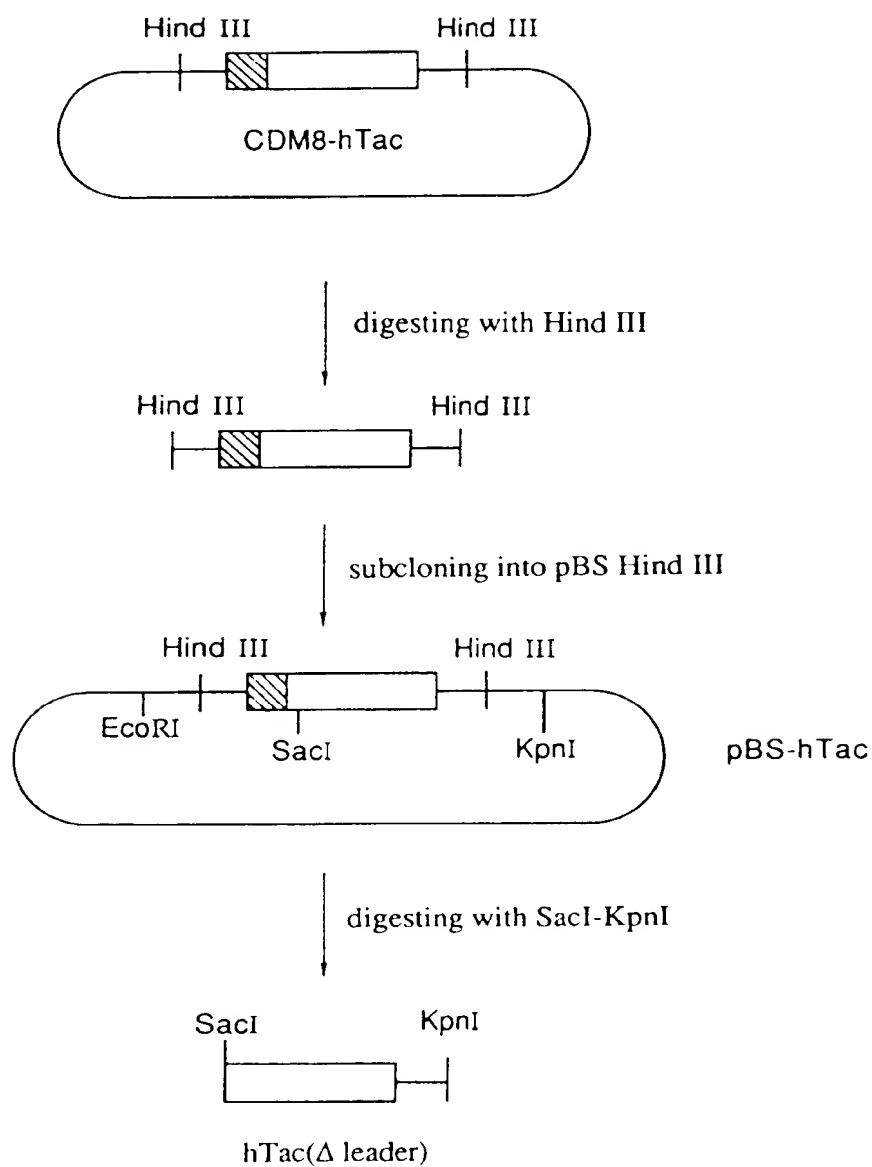 Hind III Hind III
CDM8-hTac
digesting with Hind III
Hind III Hind III
subcloning into pBS Hind III
Hind III Hind III
EcoRI SacI KpnI
pBS-hTac
digesting with SacI-KpnI
SacI KpnI
hTac(Δ leader)